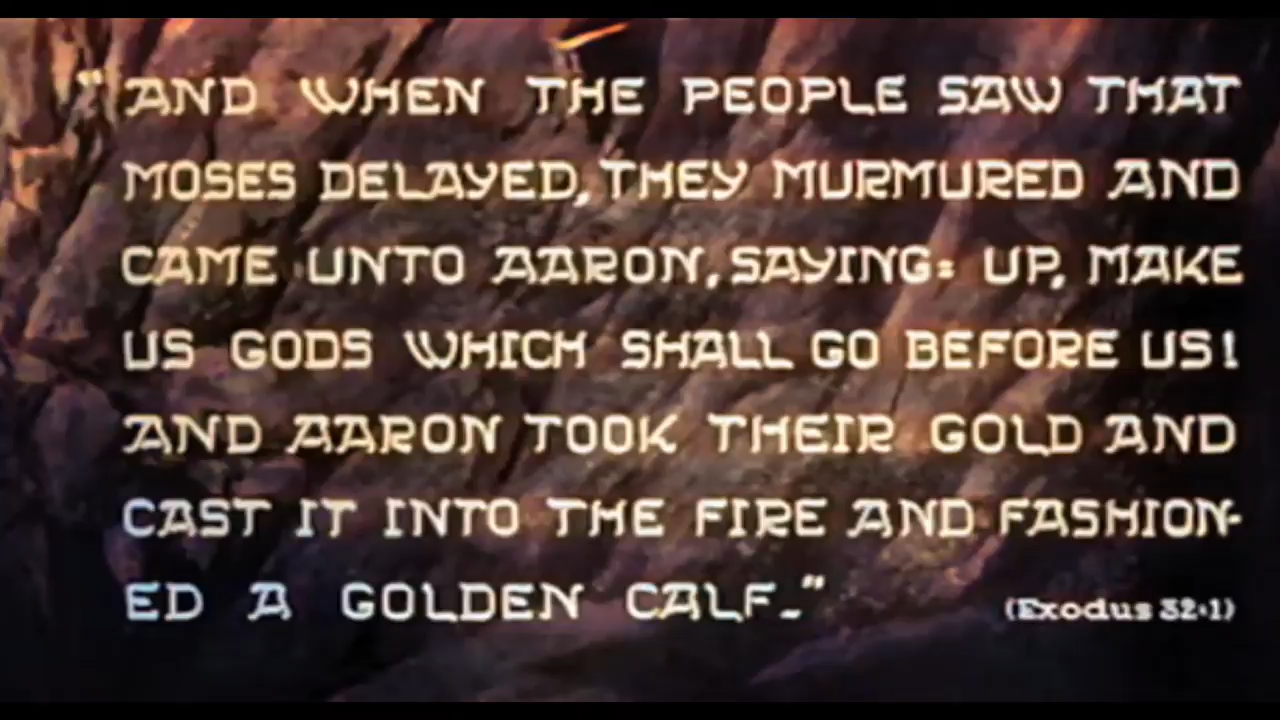 "AND WHEN THE PEOPLE SAW THAT
MOSES DELAYED, THEY MURMURED AND
CAME UNTO AARON, SAYING: UP, MAKE
US GODS WHICH SHALL GO BEFORE US!
AND AARON TOOK THEIR GOLD AND
CAST IT INTO THE FIRE AND FASHION-
ED A GOLDEN CALF."
(Exodus 32:1)